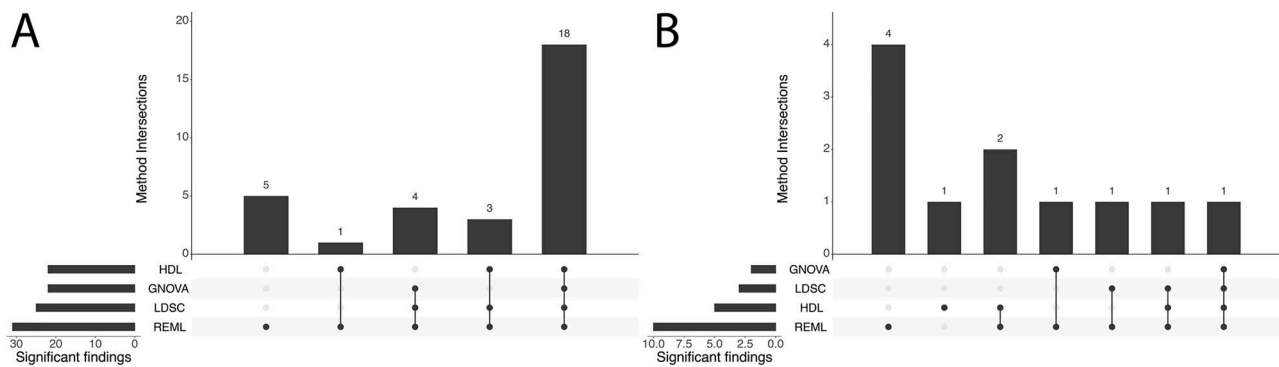 A
20
15
10
5
0
Method Intersections
5
1
4
3
18
HDL
GNOVA
LDSC
REML
30 20 10 0
Significant findings
B
4
3
2
1
0
Method Intersections
4
1
2
1
1
1
1
GNOVA
LDSC
HDL
REML
10.0 7.5 5.0 2.5 0.0
Significant findings